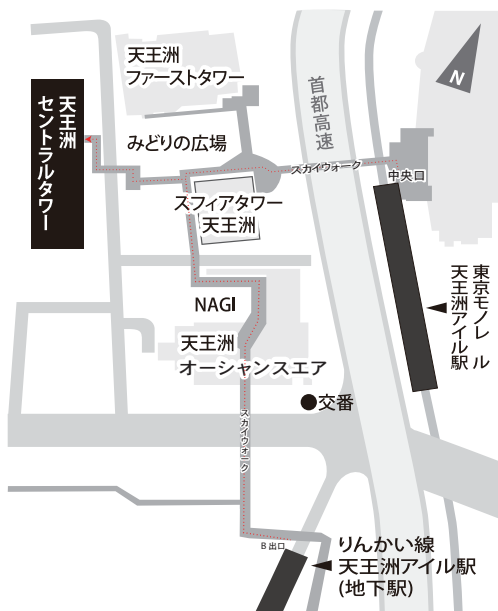 天王洲
ファーストタワー
首都高速
N
天王洲
セントラルタワー
みどりの広場
スカイウォーク
中央口
スフィアタワー
天王洲
東京モノレール
天王洲アイル駅
NAGI
天王洲
オーシャンスエア
交番
スカイウォーク
B出口
りんかい線
天王洲アイル駅
(地下駅)